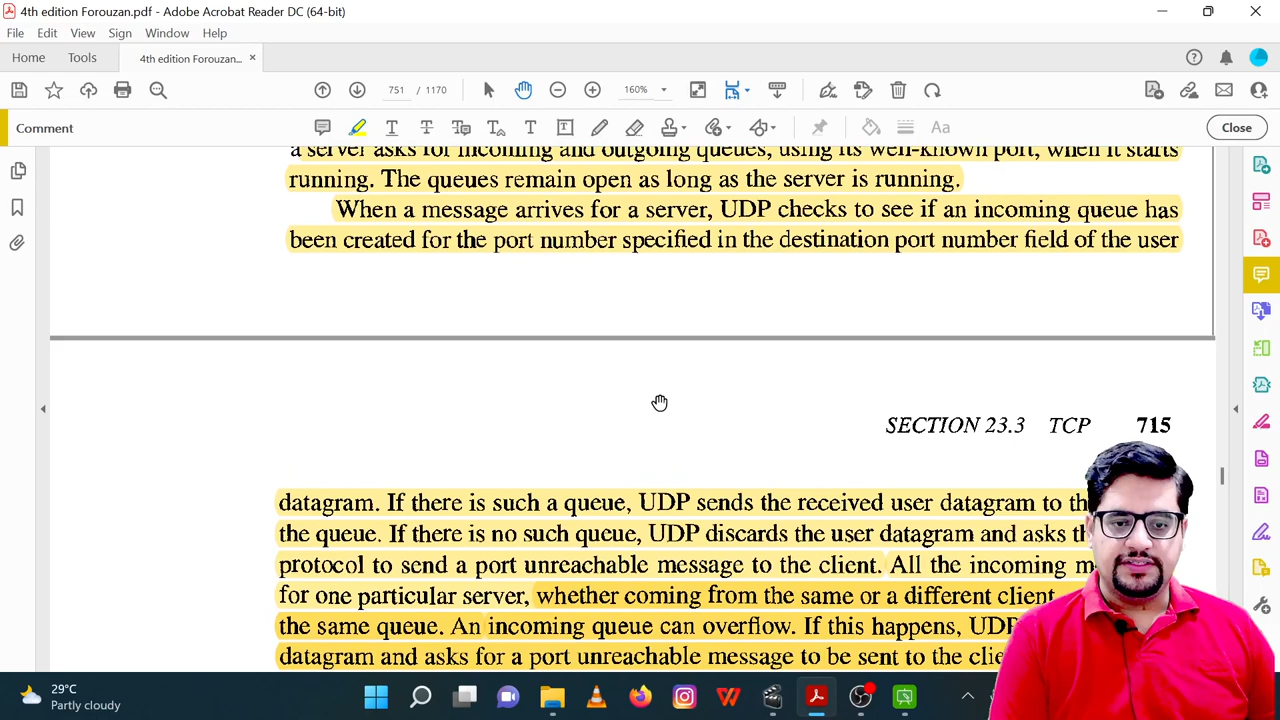 4th edition Forouzan.pdf - Adobe Acrobat Reader DC (64-bit)
File Edit View Sign Window Help
Home Tools 4th edition Forouzan... ×
751 / 1170 160%
Comment Close
a server asks for incoming and outgoing queues, using its well-known port, when it starts
running. The queues remain open as long as the server is running.
When a message arrives for a server, UDP checks to see if an incoming queue has
been created for the port number specified in the destination port number field of the user
SECTION 23.3 TCP 715
datagram. If there is such a queue, UDP sends the received user datagram to
the queue. If there is no such queue, UDP discards the user datagram and asks
protocol to send a port unreachable message to the client. All the incoming
for one particular server, whether coming from the same or a different client
the same queue. An incoming queue can overflow. If this happens, UDP
datagram and asks for a port unreachable message to be sent to the
29°C
Partly cloudy